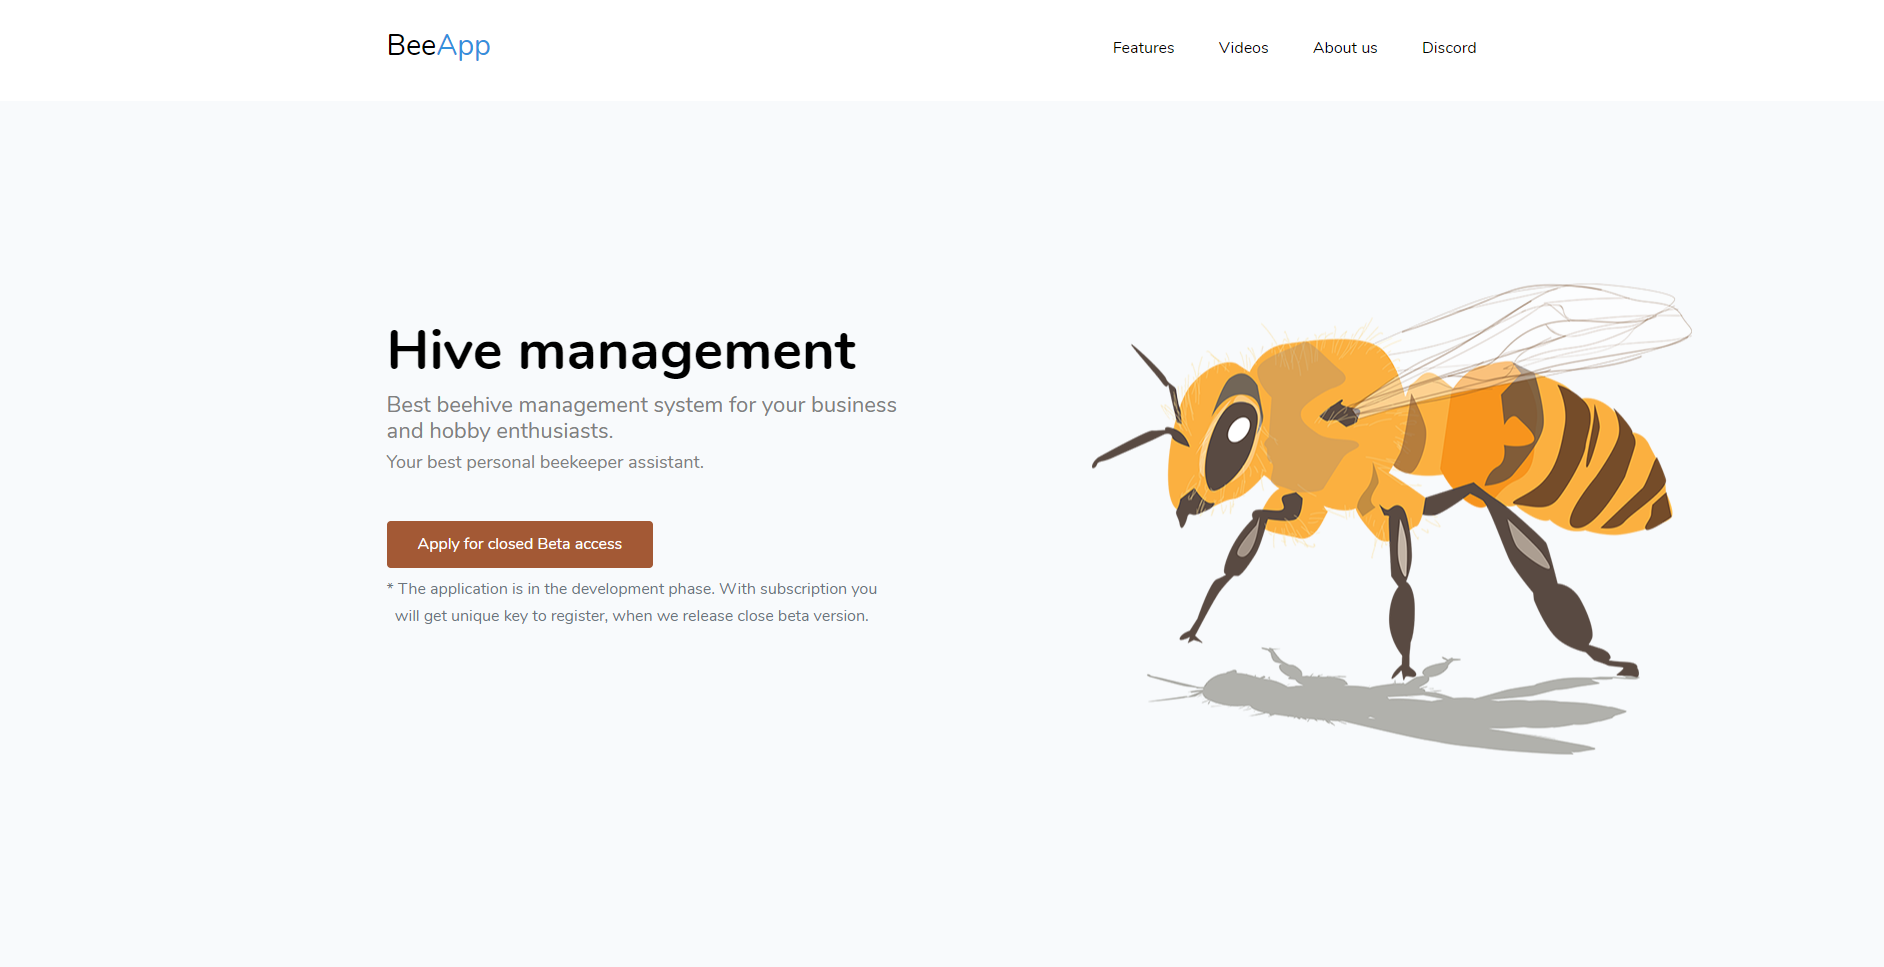 BeeApp
Features
Videos
About us
Discord
Hive management
Best beehive management system for your business
and hobby enthusiasts.
Your best personal beekeeper assistant.
Apply for closed Beta access
* The application is in the development phase. With subscription you
will get unique key to register, when we release close beta version.